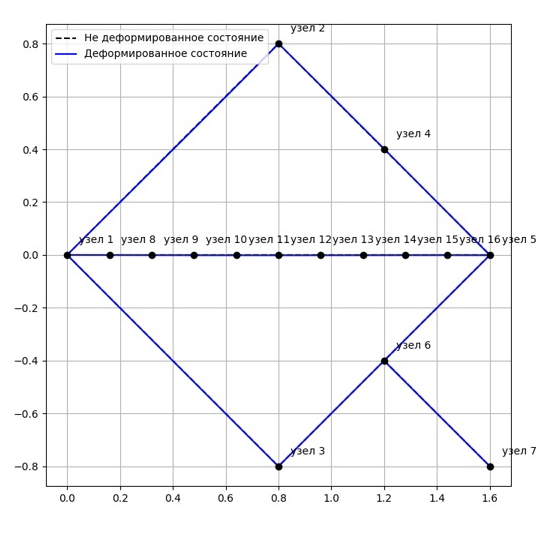 узел 2
Не деформированное состояние
Деформированное состояние
0.8
0.6
узел 4
0.4
0.2
узел 1 узел 8 узел 9 узел 10 узел 11 узел 12 узел 13 узел 14 узел 15 узел 16 узел 5
0.0
−0.2
узел 6
−0.4
−0.6
узел 3 узел 7
−0.8
0.0 0.2 0.4 0.6 0.8 1.0 1.2 1.4 1.6